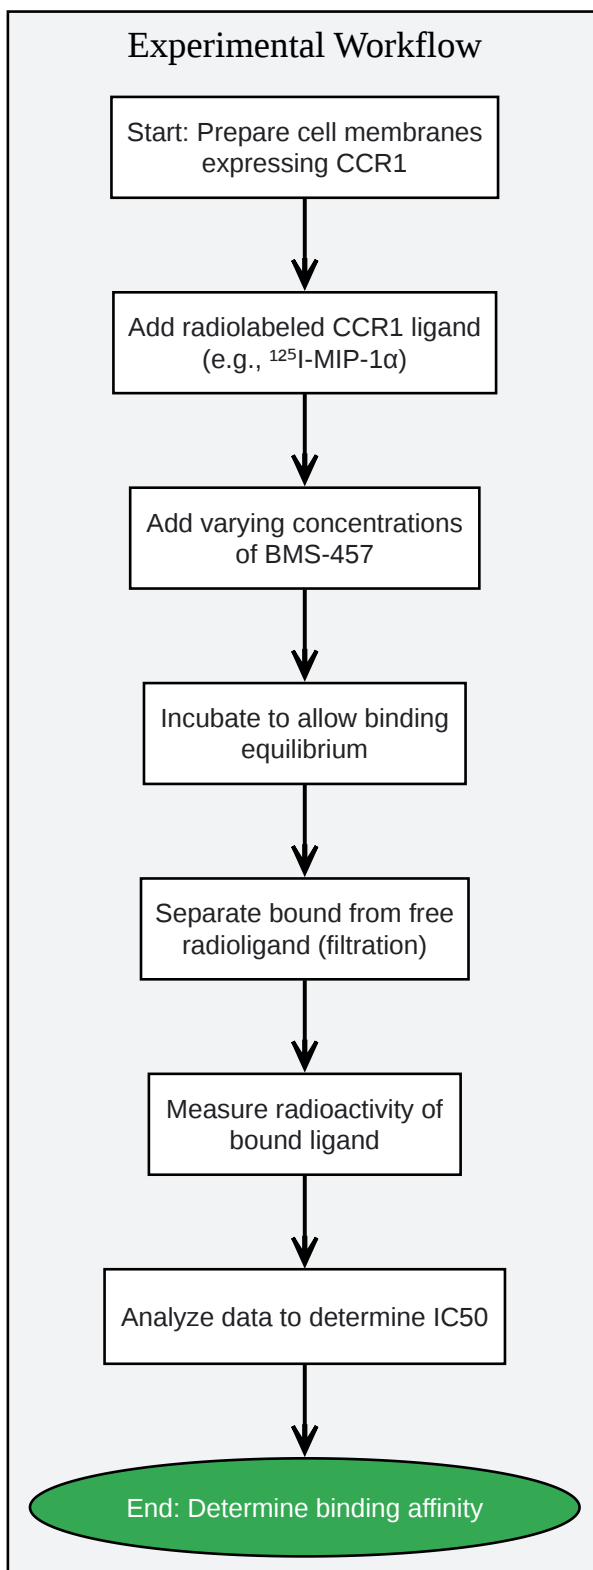 Experimental Workflow
Start: Prepare cell membranes
expressing CCR1
Add radiolabeled CCR1 ligand
(e.g., ¹²⁵I-MIP-1α)
Add varying concentrations
of BMS-457
Incubate to allow binding
equilibrium
Separate bound from free
radioligand (filtration)
Measure radioactivity of
bound ligand
Analyze data to determine IC50
End: Determine binding affinity